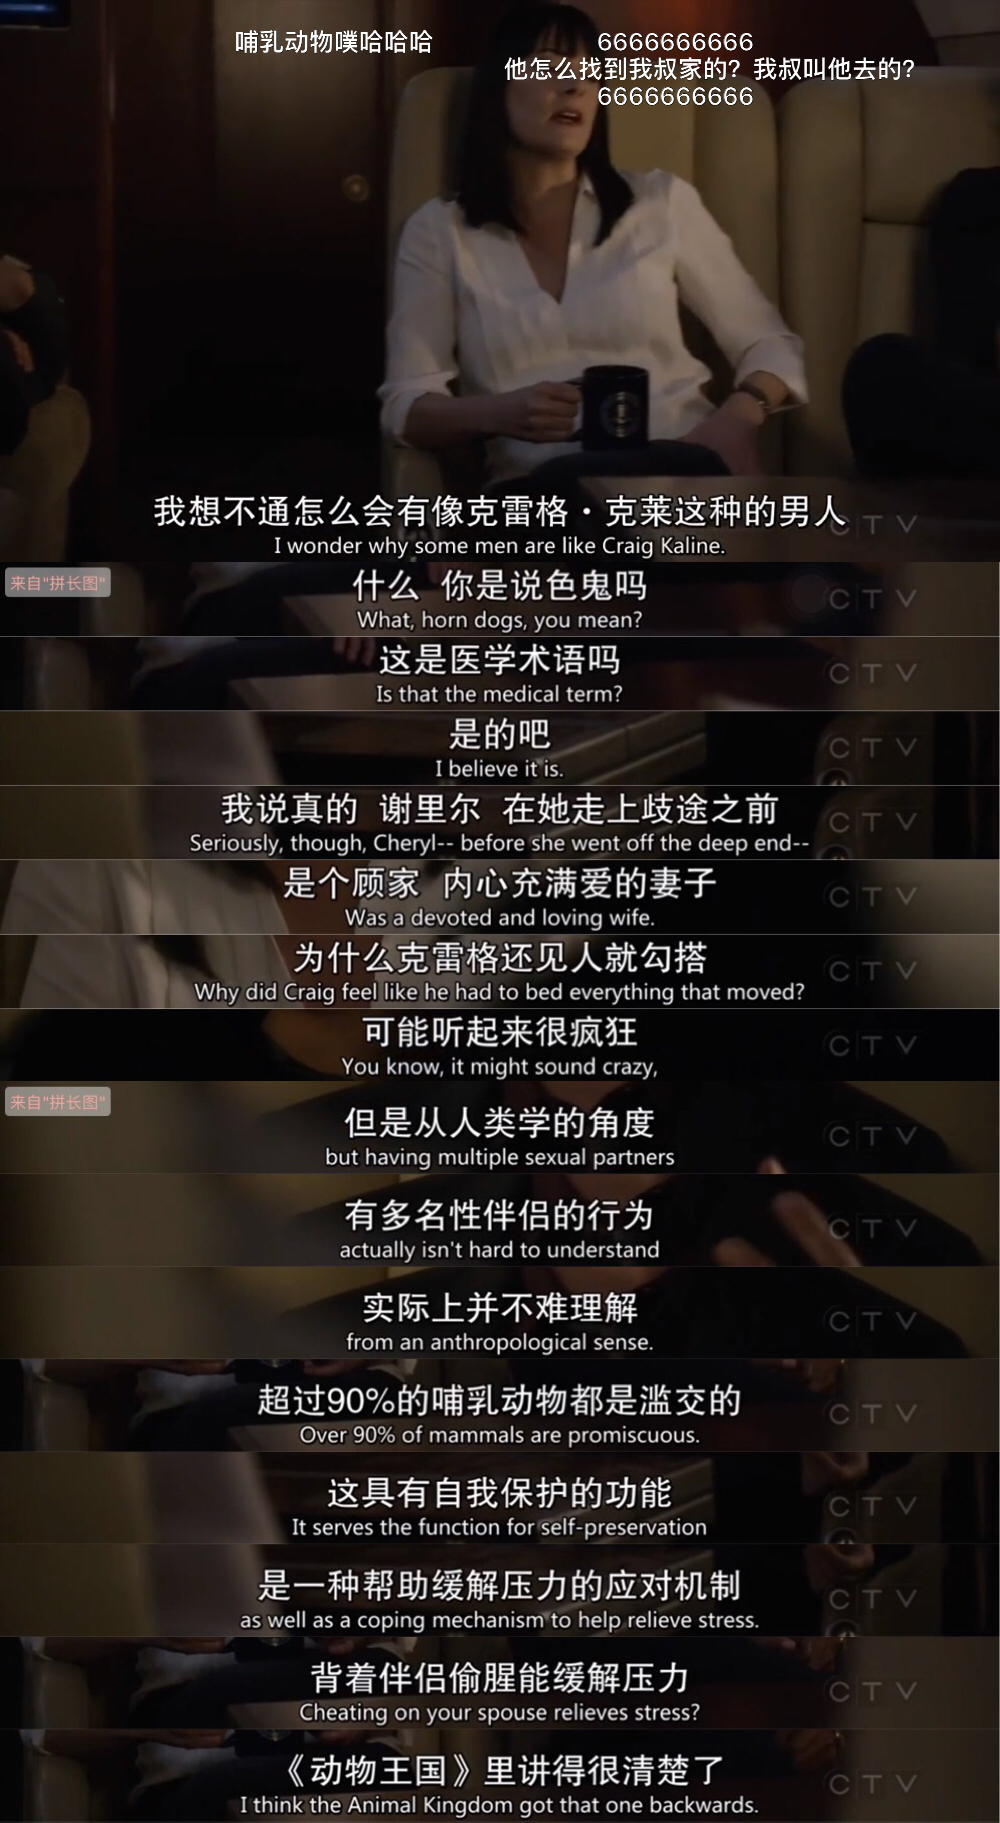 哺乳动物噗哈哈哈
6666666666
他怎么找到我叔家的？我叔叫他去的？
6666666666
我想不通怎么会有像克雷格·克莱这种的男人
CTV
I wonder why some men are like Craig Kaline.
来自"拼长图"
什么 你是说色鬼吗
CTV
What, horn dogs, you mean?
这是医学术语吗
CTV
Is that the medical term?
是的吧
CTV
I believe it is.
我说真的 谢里尔 在她走上歧途之前
CTV
Seriously, though, Cheryl-- before she went off the deep end--
是个顾家 内心充满爱的妻子
CTV
Was a devoted and loving wife.
为什么克雷格还见人就勾搭
CTV
Why did Craig feel like he had to bed everything that moved?
可能听起来很疯狂
CTV
You know, it might sound crazy,
来自"拼长图"
但是从人类学的角度
CTV
but having multiple sexual partners
有多名性伴侣的行为
CTV
actually isn't hard to understand
实际上并不难理解
CTV
from an anthropological sense.
超过90%的哺乳动物都是滥交的
CTV
Over 90% of mammals are promiscuous.
这具有自我保护的功能
CTV
It serves the function for self-preservation
是一种帮助缓解压力的应对机制
CTV
as well as a coping mechanism to help relieve stress.
背着伴侣偷腥能缓解压力
CTV
Cheating on your spouse relieves stress?
《动物王国》里讲得很清楚了
CTV
I think the Animal Kingdom got that one backwards.